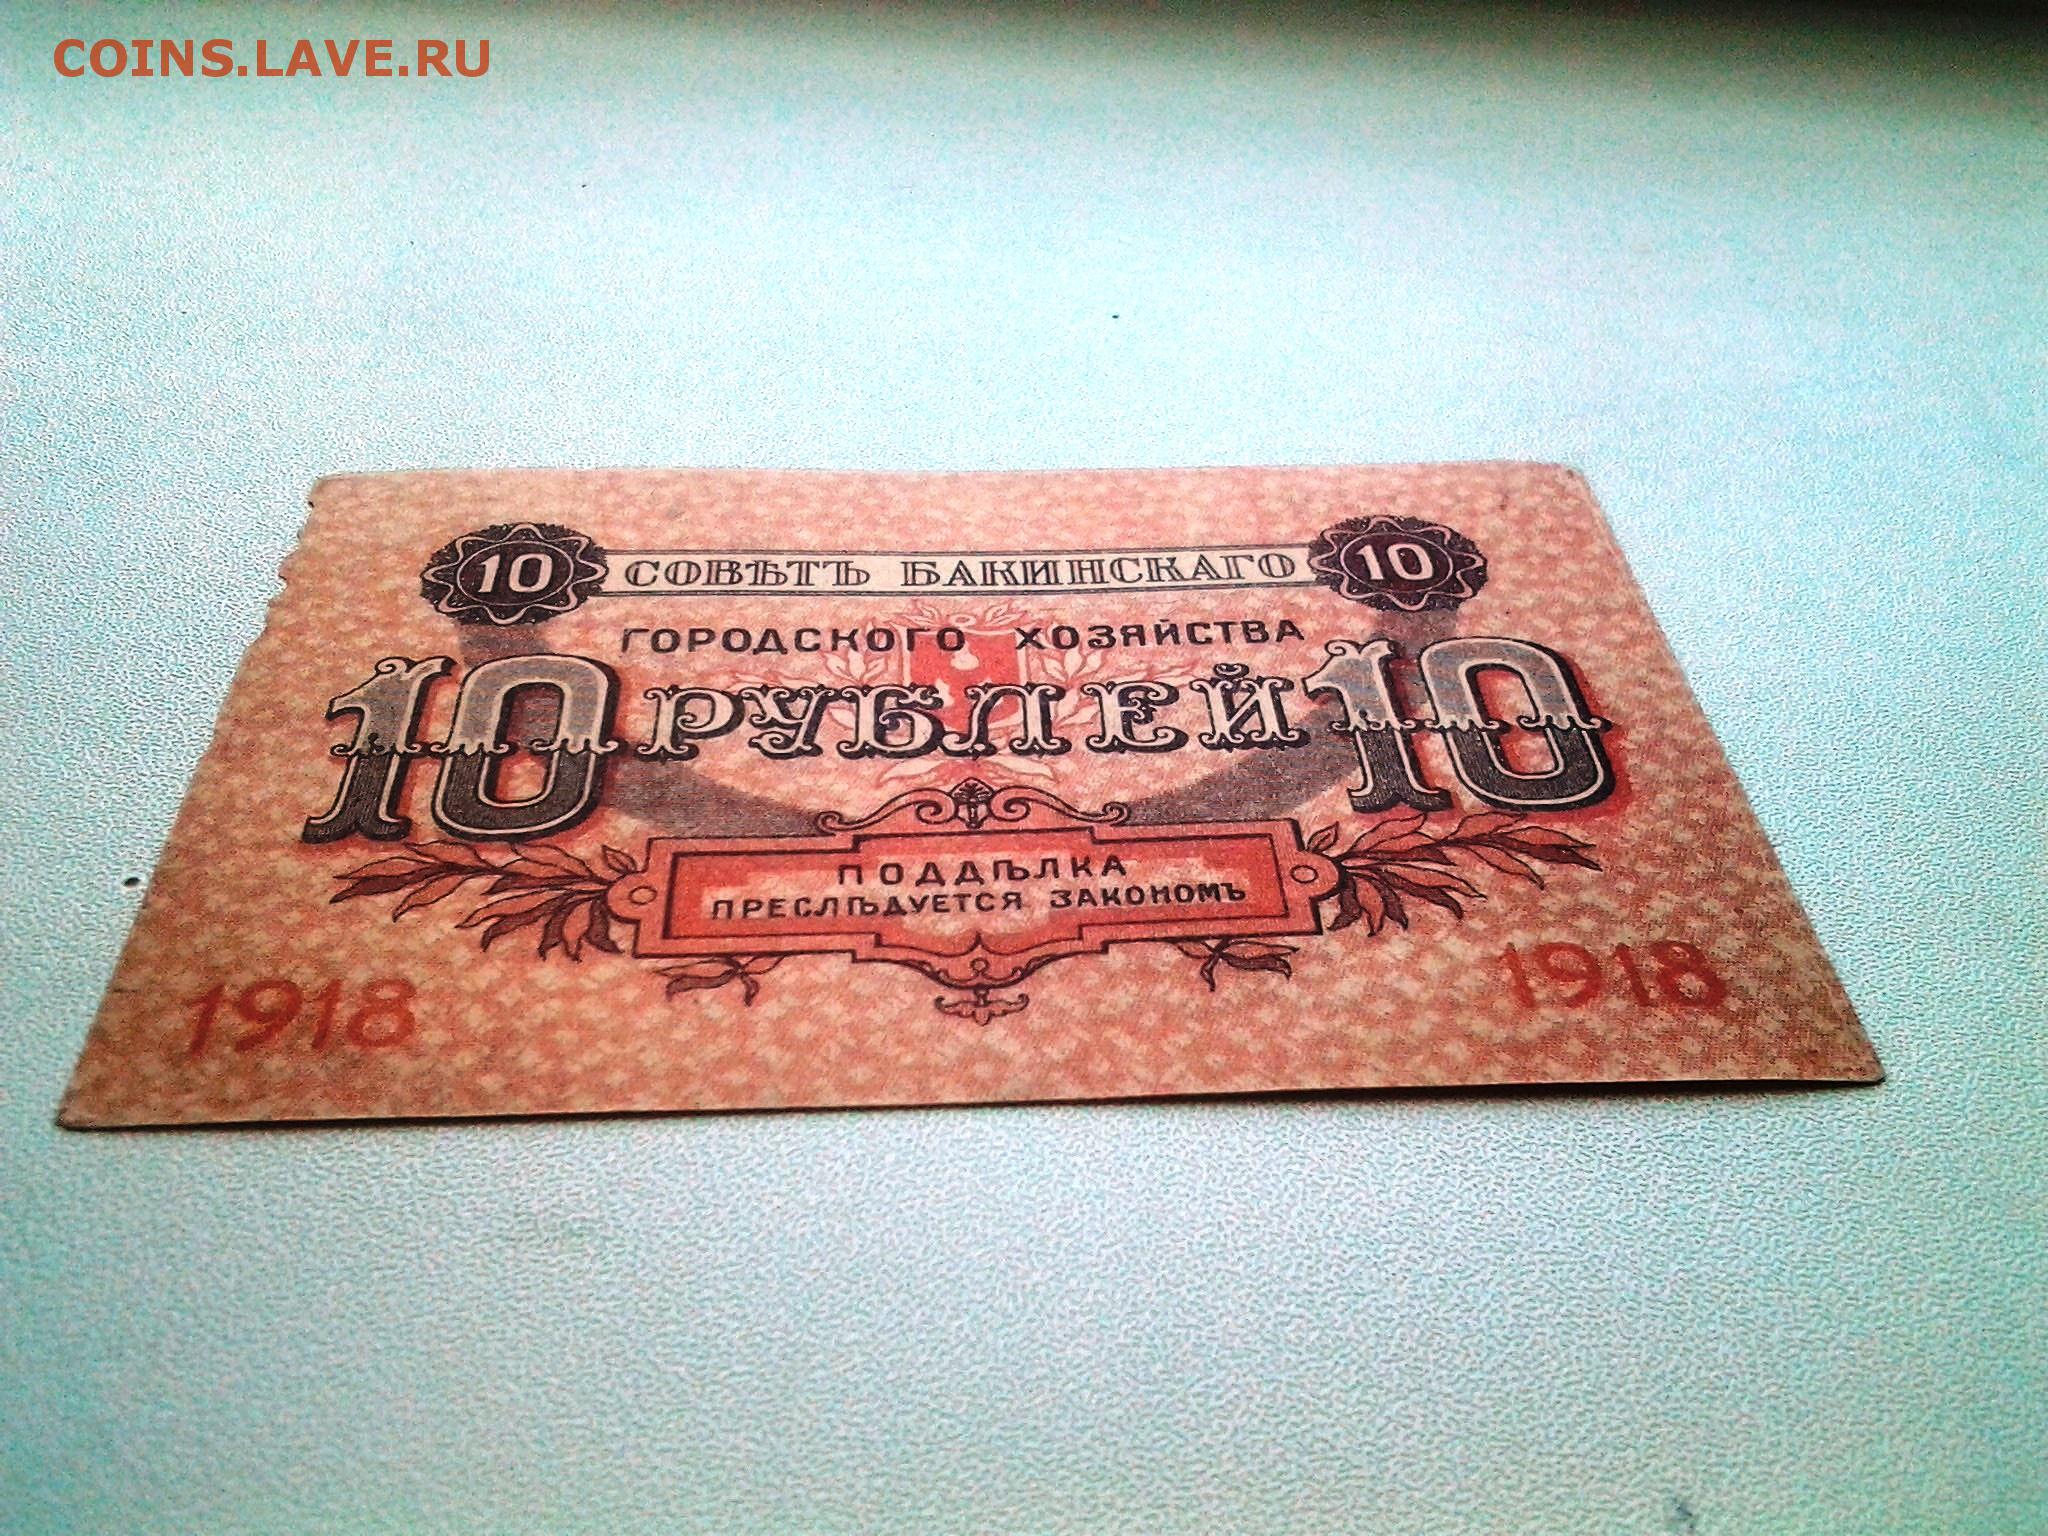 COINS.LAVE.RU
10 СОВѢТЪ БАКИНСКАГО 10
ГОРОДСКОГО ХОЗЯЙСТВА
10 РУБЛЕЙ 10
ПОДДѢЛКА
ПРЕСЛѢДУЕТСЯ ЗАКОНОМЪ
1918 1918